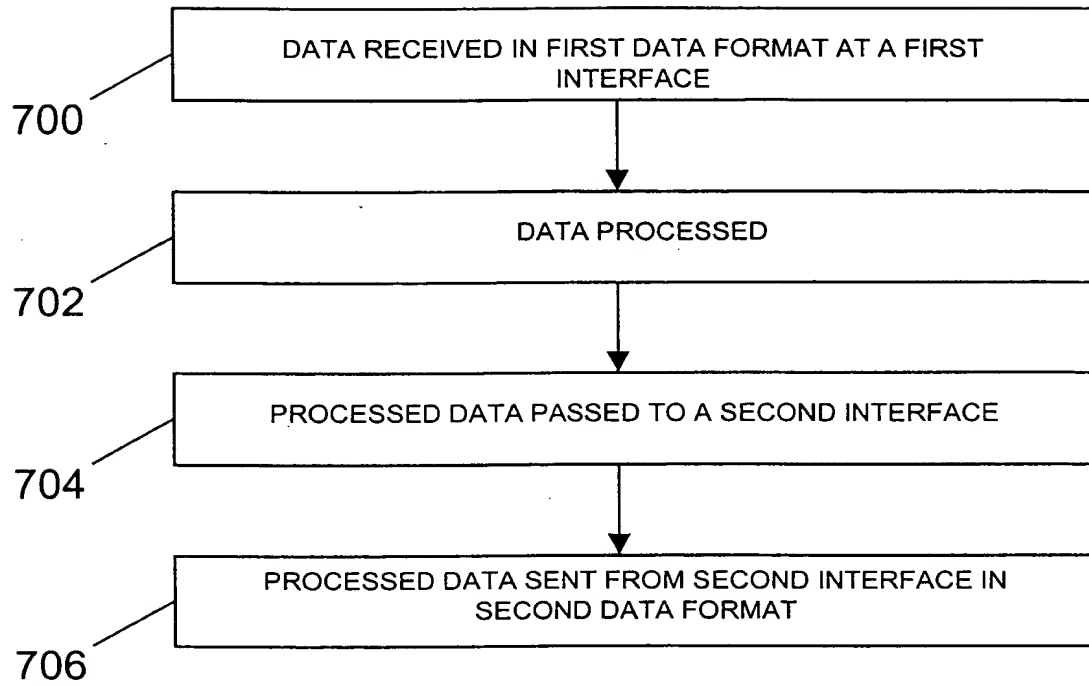 DATA RECEIVED IN FIRST DATA FORMAT AT A FIRST
INTERFACE
700
DATA PROCESSED
702
PROCESSED DATA PASSED TO A SECOND INTERFACE
704
PROCESSED DATA SENT FROM SECOND INTERFACE IN
SECOND DATA FORMAT
706